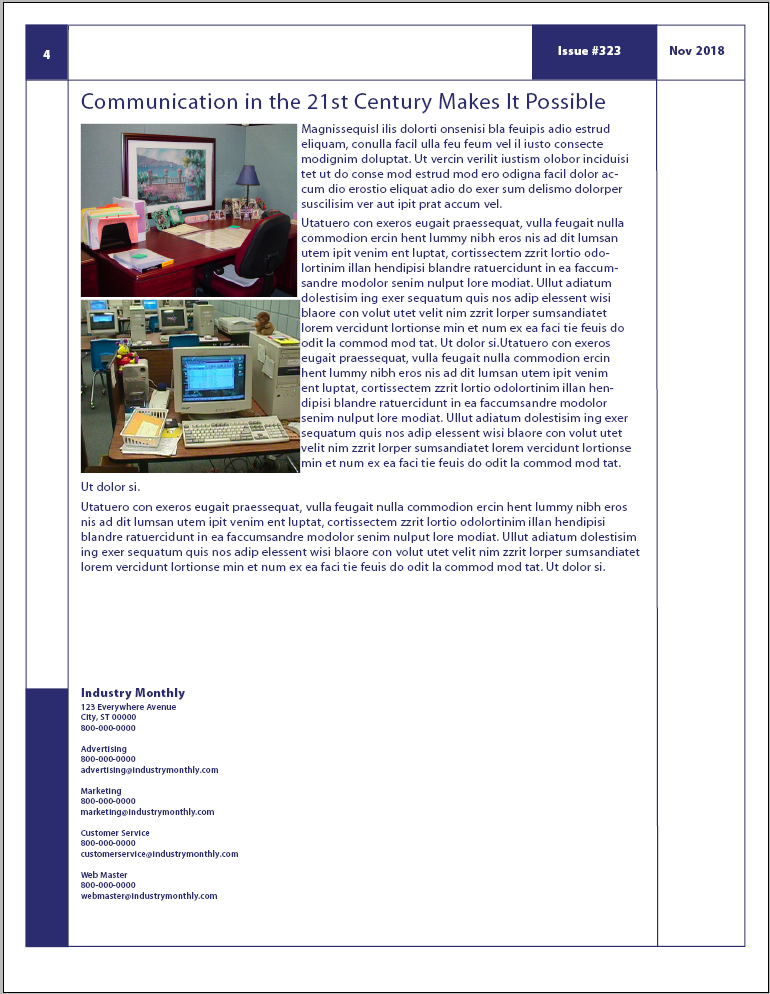 4
Issue #323
Nov 2018
Communication in the 21st Century Makes It Possible
Magnissequisl ilis dolorti onsenisi bla feuipis adio estrud
eliquam, conulla facil ulla feu feum vel il iusto consecte
modignim doluptat. Ut vercin verilit iustism olobor inciduisi
tet ut do conse mod estrud mod ero odigna facil dolor ac-
cum dio erostio eliquat adio do exer sum delismo dolorper
suscilisim ver aut ipit prat accum vel.
Utatuero con exeros eugait praessequat, vulla feugait nulla
commodion ercin hent lummy nibh eros nis ad dit lumsan
utem ipit venim ent luptat, cortissectem zzrit lortio odo-
lortinim illan hendipisi blandre ratuercidunt in ea faccum-
sandre modolor senim nulput lore modiat. Ullut adiatum
dolestisim ing exer sequatum quis nos adip elessent wisi
blaore con volut utet velit nim zzrit lorper sumsandiatet
lorem vercidunt lortionse min et num ex ea faci tie feuis do
odit la commod mod tat. Ut dolor si.Utatuero con exeros
eugait praessequat, vulla feugait nulla commodion ercin
hent lummy nibh eros nis ad dit lumsan utem ipit venim
ent luptat, cortissectem zzrit lortio odolortinim illan hen-
dipisi blandre ratuercidunt in ea faccumsandre modolor
senim nulput lore modiat. Ullut adiatum dolestisim ing exer
sequatum quis nos adip elessent wisi blaore con volut utet
velit nim zzrit lorper sumsandiatet lorem vercidunt lortionse
min et num ex ea faci tie feuis do odit la commod mod tat.
Ut dolor si.
Utatuero con exeros eugait praessequat, vulla feugait nulla commodion ercin hent lummy nibh eros
nis ad dit lumsan utem ipit venim ent luptat, cortissectem zzrit lortio odolortinim illan hendipisi
blandre ratuercidunt in ea faccumsandre modolor senim nulput lore modiat. Ullut adiatum dolestisim
ing exer sequatum quis nos adip elessent wisi blaore con volut utet velit nim zzrit lorper sumsandiatet
lorem vercidunt lortionse min et num ex ea faci tie feuis do odit la commod mod tat. Ut dolor si.
Industry Monthly
123 Everywhere Avenue
City, ST 00000
800-000-0000
Advertising
800-000-0000
advertising@industrymonthly.com
Marketing
800-000-0000
marketing@industrymonthly.com
Customer Service
800-000-0000
customerservice@industrymonthly.com
Web Master
800-000-0000
webmaster@industrymonthly.com